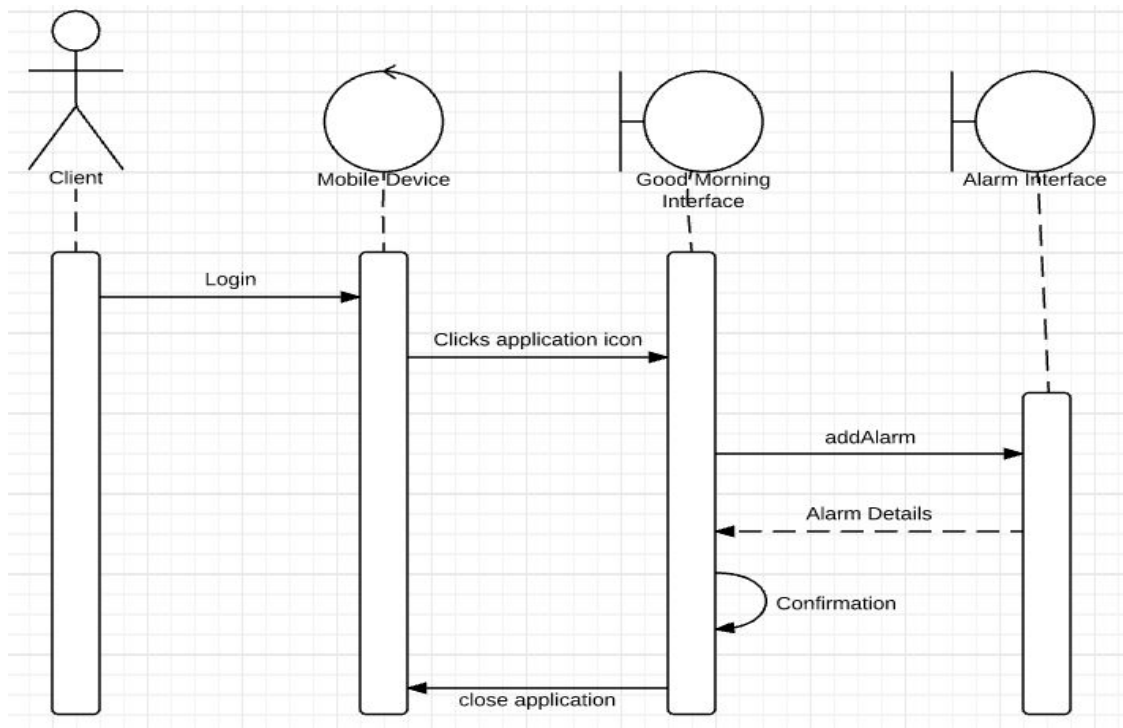 Client
Mobile Device
Good Morning
Interface
Alarm Interface
Login
Clicks application icon
addAlarm
Alarm Details
Confirmation
close application